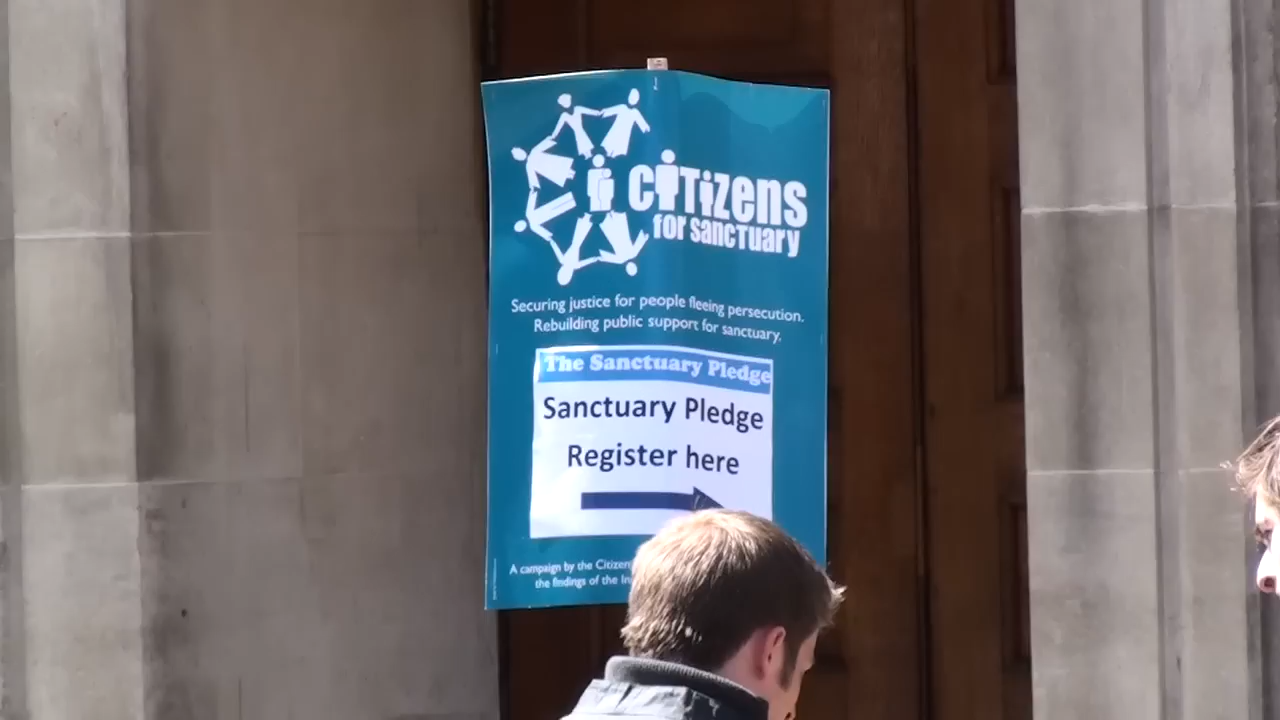 CiTizens
for sancTuary
Securing justice for people fleeing persecution.
Rebuilding public support for sanctuary.
The Sanctuary Pledge
Sanctuary Pledge
Register here
A campaign by the Citizen
the findings of the In